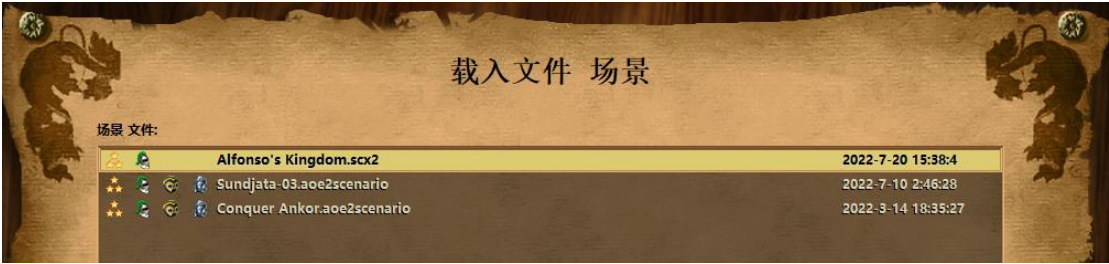 载入文件 场景
场景 文件:
Alfonso's Kingdom.scx2 2022-7-20 15:38:4
Sundjata-03.aoe2scenario 2022-7-10 2:46:28
Conquer Ankor.aoe2scenario 2022-3-14 18:35:27